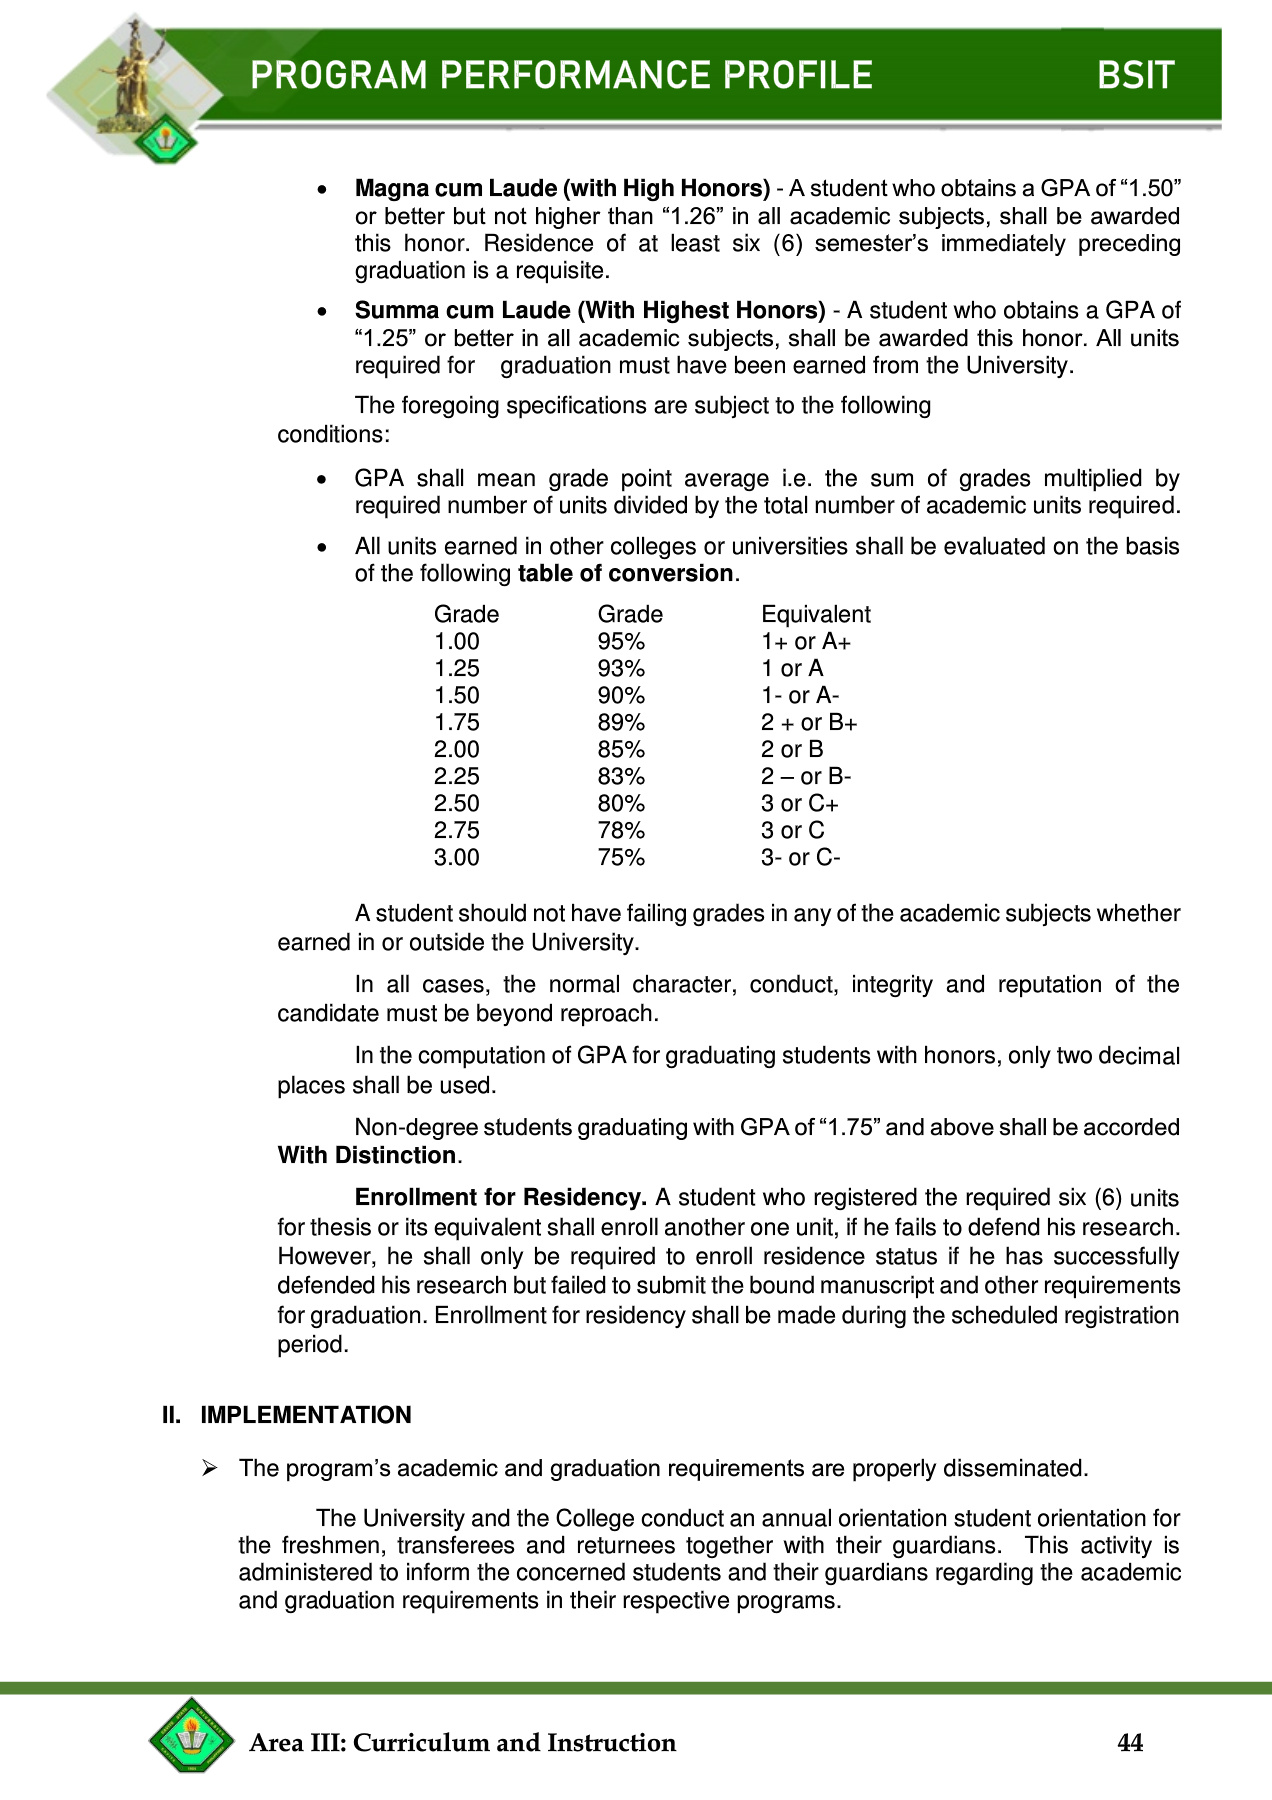 PROGRAM PERFORMANCE PROFILE BSIT
• Magna cum Laude (with High Honors) - A student who obtains a GPA of “1.50”
or better but not higher than “1.26” in all academic subjects, shall be awarded
this honor. Residence of at least six (6) semester’s immediately preceding
graduation is a requisite.
• Summa cum Laude (With Highest Honors) - A student who obtains a GPA of
“1.25” or better in all academic subjects, shall be awarded this honor. All units
required for graduation must have been earned from the University.
The foregoing specifications are subject to the following
conditions:
• GPA shall mean grade point average i.e. the sum of grades multiplied by
required number of units divided by the total number of academic units required.
• All units earned in other colleges or universities shall be evaluated on the basis
of the following table of conversion.
Grade Grade Equivalent
1.00 95% 1+ or A+
1.25 93% 1 or A
1.50 90% 1- or A-
1.75 89% 2 + or B+
2.00 85% 2 or B
2.25 83% 2 – or B-
2.50 80% 3 or C+
2.75 78% 3 or C
3.00 75% 3- or C-
A student should not have failing grades in any of the academic subjects whether
earned in or outside the University.
In all cases, the normal character, conduct, integrity and reputation of the
candidate must be beyond reproach.
In the computation of GPA for graduating students with honors, only two decimal
places shall be used.
Non-degree students graduating with GPA of “1.75” and above shall be accorded
With Distinction.
Enrollment for Residency. A student who registered the required six (6) units
for thesis or its equivalent shall enroll another one unit, if he fails to defend his research.
However, he shall only be required to enroll residence status if he has successfully
defended his research but failed to submit the bound manuscript and other requirements
for graduation. Enrollment for residency shall be made during the scheduled registration
period.
II. IMPLEMENTATION
➢ The program’s academic and graduation requirements are properly disseminated.
The University and the College conduct an annual orientation student orientation for
the freshmen, transferees and returnees together with their guardians. This activity is
administered to inform the concerned students and their guardians regarding the academic
and graduation requirements in their respective programs.
Area III: Curriculum and Instruction 44